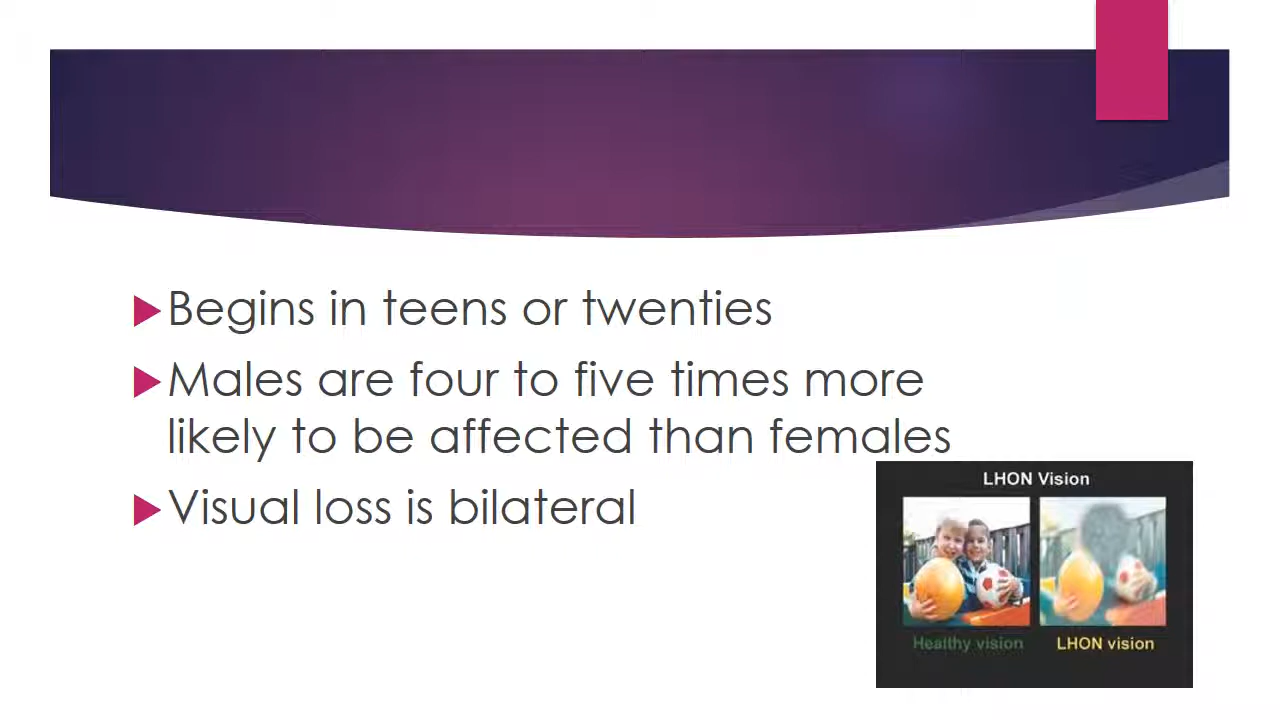 Begins in teens or twenties
Males are four to five times more
likely to be affected than females
Visual loss is bilateral
LHON Vision
Healthy vision
LHON vision